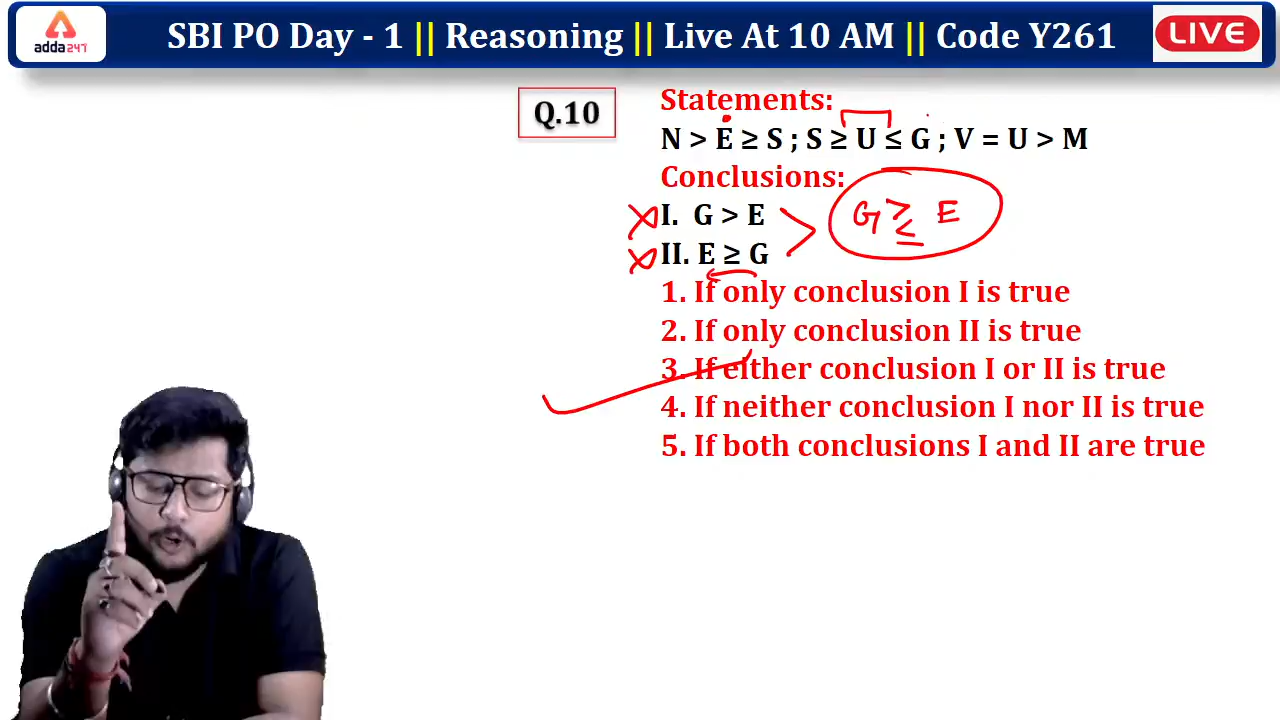 adda247
SBI PO Day - 1 || Reasoning || Live At 10 AM || Code Y261
LIVE
Q.10
Statements:
N > E ≥ S ; S ≥ U ≤ G ; V = U > M
Conclusions:
I. G > E
II. E ≥ G
G ⋛ E
1. If only conclusion I is true
2. If only conclusion II is true
3. If either conclusion I or II is true
4. If neither conclusion I nor II is true
5. If both conclusions I and II are true